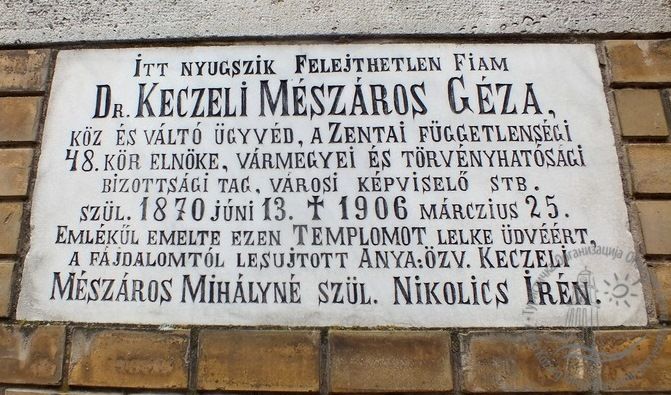 ITT NYUGSZIK FELEJTHETLEN FIAM
DR. KECZELI MÉSZÁROS GÉZA,
KÖZ ÉS VÁLTÓ ÜGYVÉD, A ZENTAI FÜGGETLENSÉGI
48. KÖR ELNÖKE, VÁRMEGYEI ÉS TÖRVÉNYHATÓSÁGI
BIZOTTSÁGI TAG, VÁROSI KÉPVISELŐ STB.
SZÜL. 1870 JÚNI 13. ✝ 1906 MÁRCZIUS 25.
EMLÉKŰL EMELTE EZEN TEMPLOMOT, LELKE ÜDVÉÉRT,
A FÁJDALOMTÓL LESUJTOTT ANYA: ÖZV. KECZELI
MÉSZÁROS MIHÁLYNÉ SZÜL. NIKOLICS IRÉN.